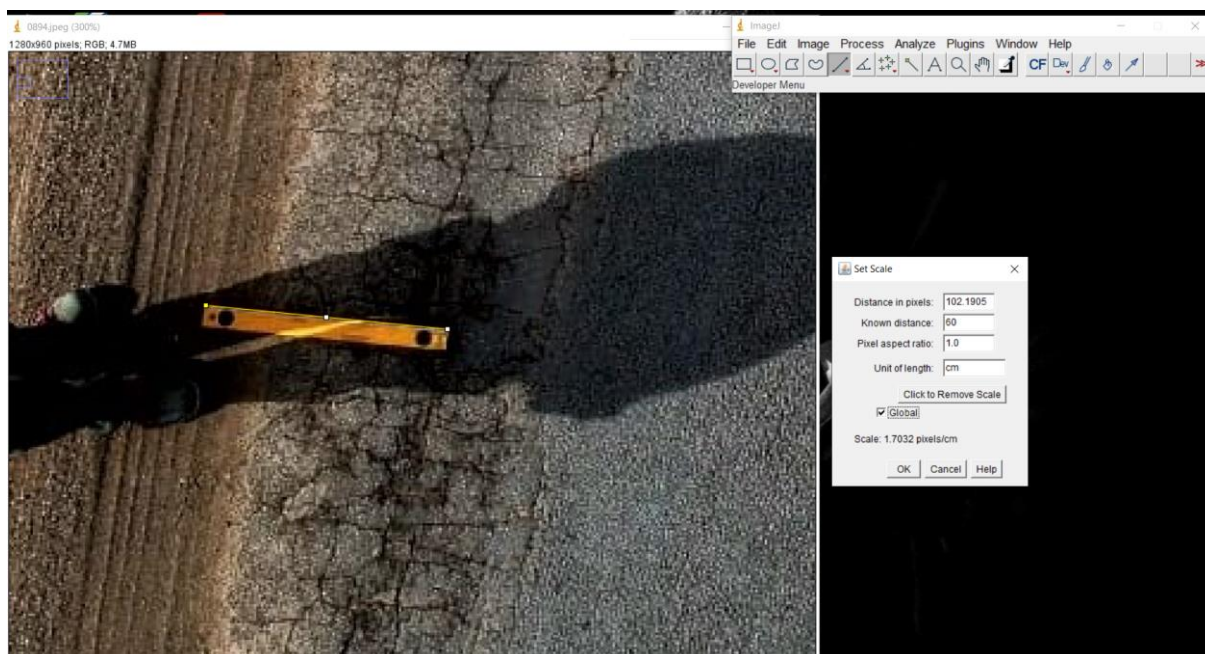 0894.jpeg (300%)
1280x960 pixels; RGB; 4.7MB
ImageJ
File Edit Image Process Analyze Plugins Window Help
CF Dev
Developer Menu
Set Scale
Distance in pixels: 102.1905
Known distance: 60
Pixel aspect ratio: 1.0
Unit of length: cm
Click to Remove Scale
Global
Scale: 1.7032 pixels/cm
OK Cancel Help